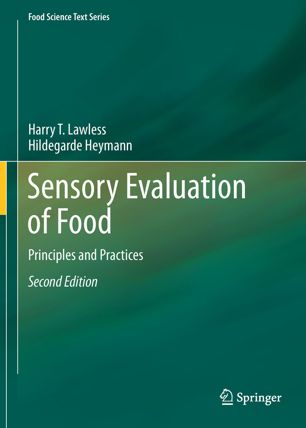 Food Science Text Series
Harry T. Lawless
Hildegarde Heymann
Sensory Evaluation
of Food
Principles and Practices
Second Edition
Springer